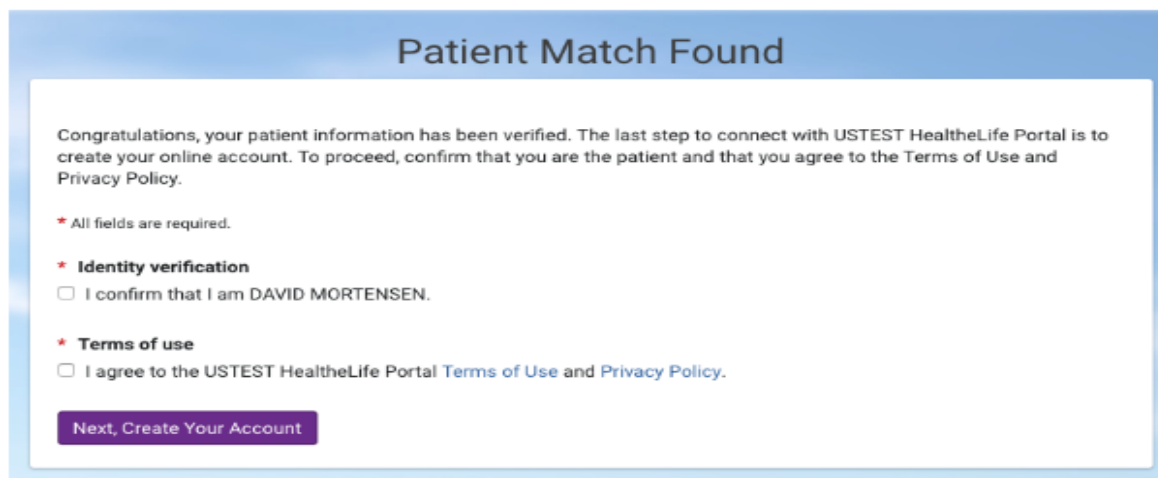 Patient Match Found
Congratulations, your patient information has been verified. The last step to connect with USTEST HealtheLife Portal is to
create your online account. To proceed, confirm that you are the patient and that you agree to the Terms of Use and
Privacy Policy.
* All fields are required.
* Identity verification
I confirm that I am DAVID MORTENSEN.
* Terms of use
I agree to the USTEST HealtheLife Portal Terms of Use and Privacy Policy.
Next, Create Your Account